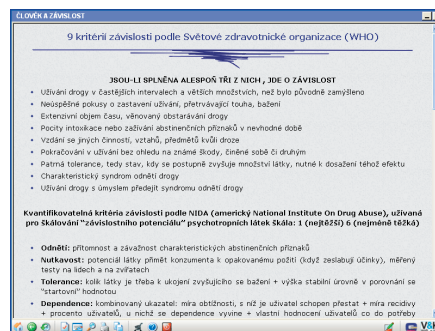 ČLOVĚK A ZÁVISLOST
9 kritérií závislosti podle Světové zdravotnické organizace (WHO)
JSOU-LI SPLNĚNA ALESPOŇ TŘI Z NICH , JDE O ZÁVISLOST
• Užívání drogy v častějších intervalech a větších množstvích, než bylo původně zamýšleno
• Neúspěšné pokusy o zastavení užívání, přetrvávající touha, bažení
• Extenzivní objem času, věnovaný obstarávání drogy
• Pocity intoxikace nebo zažívání abstinenčních příznaků v nevhodné době
• Vzdání se jiných činností, vztahů, předmětů kvůli droze
• Pokračování v užívání bez ohledu na známé škody, činěné sobě či druhým
• Patrná tolerance, tedy stav, kdy se postupně zvyšuje množství látky, nutné k dosažení téhož efektu
• Charakteristický syndrom odnětí drogy
• Užívání drogy s úmyslem předejít syndromu odnětí drogy
Kvantifikovatelná kritéria závislosti podle NIDA (americký National Institute On Drug Abuse), užívaná
pro škálování "závislostního potenciálu" psychotropních látek škála: 1 (nejtěžší) 6 (nejméně těžká)
• Odnětí: přítomnost a závažnost charakteristických abstinenčních příznaků
• Nutkavost: potenciál látky přimět konzumenta k opakovanému požití (když zeslabují účinky), měřený
testy na lidech a na zvířatech
• Tolerance: kolik látky je třeba k ukojení zvyšujícího se bažení + výška stabilní úrovně v porovnání se
"startovní" hodnotou
• Dependence: kombinovaný ukazatel: míra obtížnosti, s níž je uživatel schopen přestat + míra recidivy
+ procento uživatelů, u nichž se dependence vyvine + vlastní hodnocení uživatelů co do potřeby